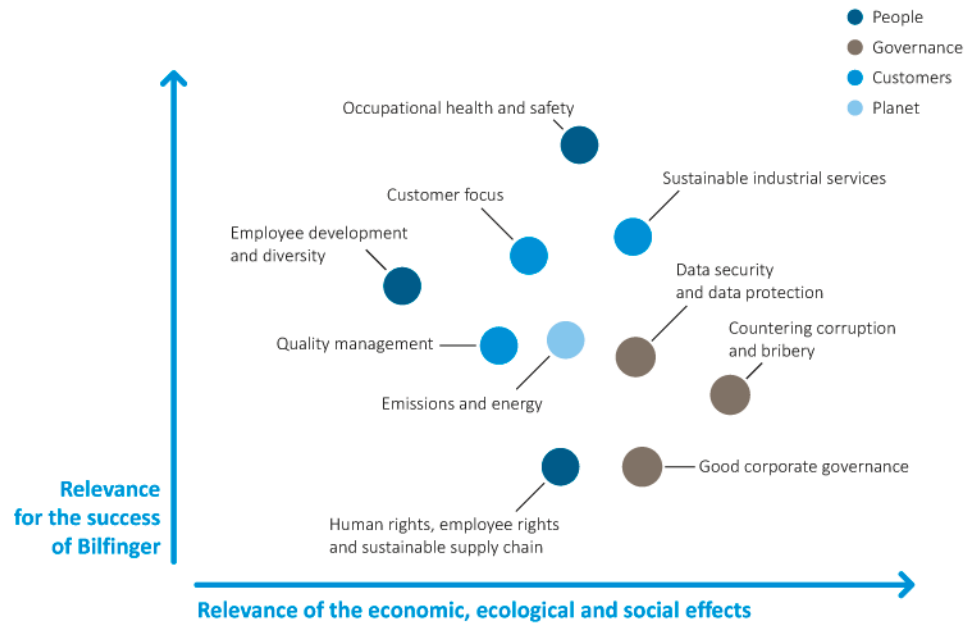 People
Governance
Customers
Planet
Occupational health and safety
Sustainable industrial services
Customer focus
Employee development
and diversity
Data security
and data protection
Countering corruption
and bribery
Quality management
Emissions and energy
Good corporate governance
Human rights, employee rights
and sustainable supply chain
Relevance
for the success
of Bilfinger
Relevance of the economic, ecological and social effects